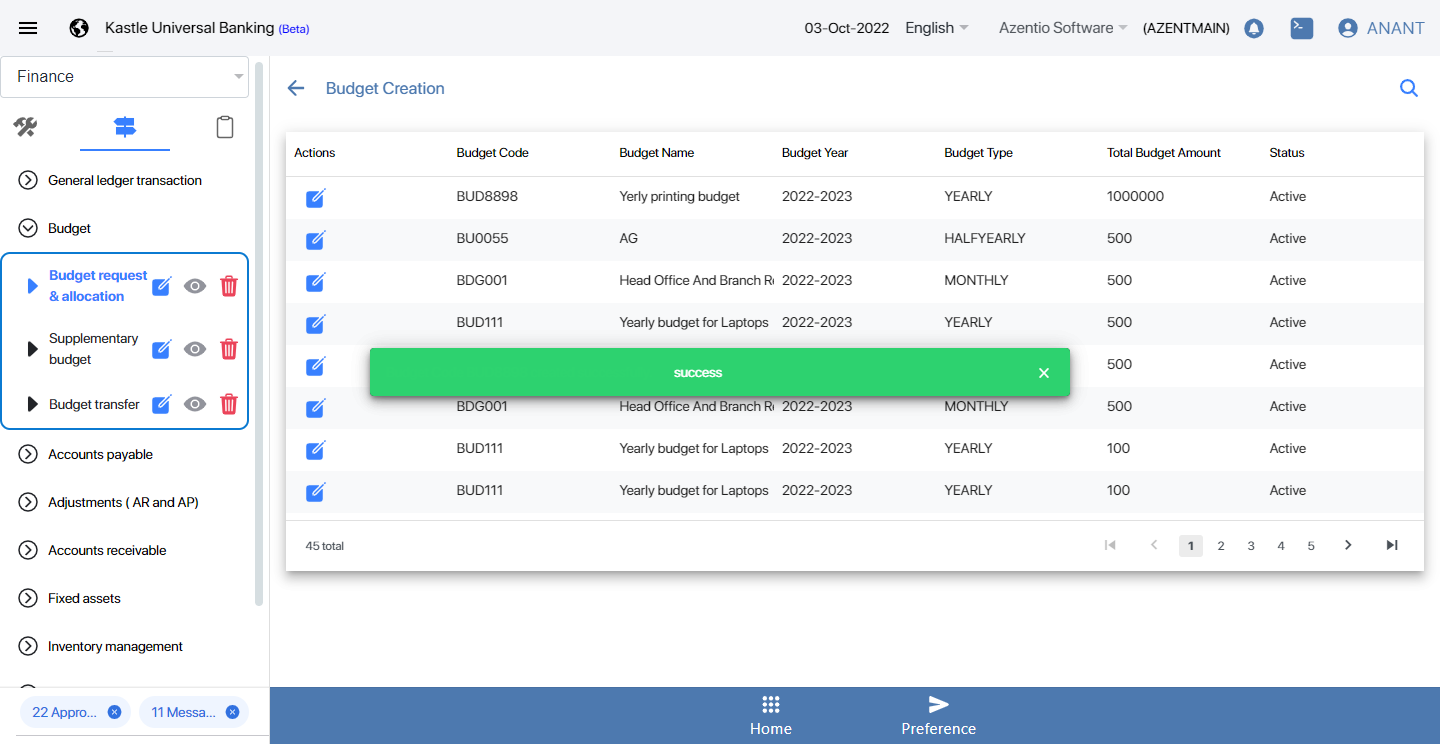 Kastle Universal Banking (Beta)
03-Oct-2022 English Azentio Software (AZENTMAIN) ANANT
Finance
General ledger transaction
Budget
Budget request
& allocation
Supplementary
budget
Budget transfer
Accounts payable
Adjustments ( AR and AP)
Accounts receivable
Fixed assets
Inventory management
22 Appro... 11 Messa...
Budget Creation
Actions Budget Code Budget Name Budget Year Budget Type Total Budget Amount Status
BUD8898 Yerly printing budget 2022-2023 YEARLY 1000000 Active
BU0055 AG 2022-2023 HALFYEARLY 500 Active
BDG001 Head Office And Branch Re 2022-2023 MONTHLY 500 Active
BUD111 Yearly budget for Laptops 2022-2023 YEARLY 500 Active
500 Active
success
BDG001 Head Office And Branch Re 2022-2023 MONTHLY 500 Active
BUD111 Yearly budget for Laptops 2022-2023 YEARLY 100 Active
BUD111 Yearly budget for Laptops 2022-2023 YEARLY 100 Active
45 total 1 2 3 4 5
Home Preference